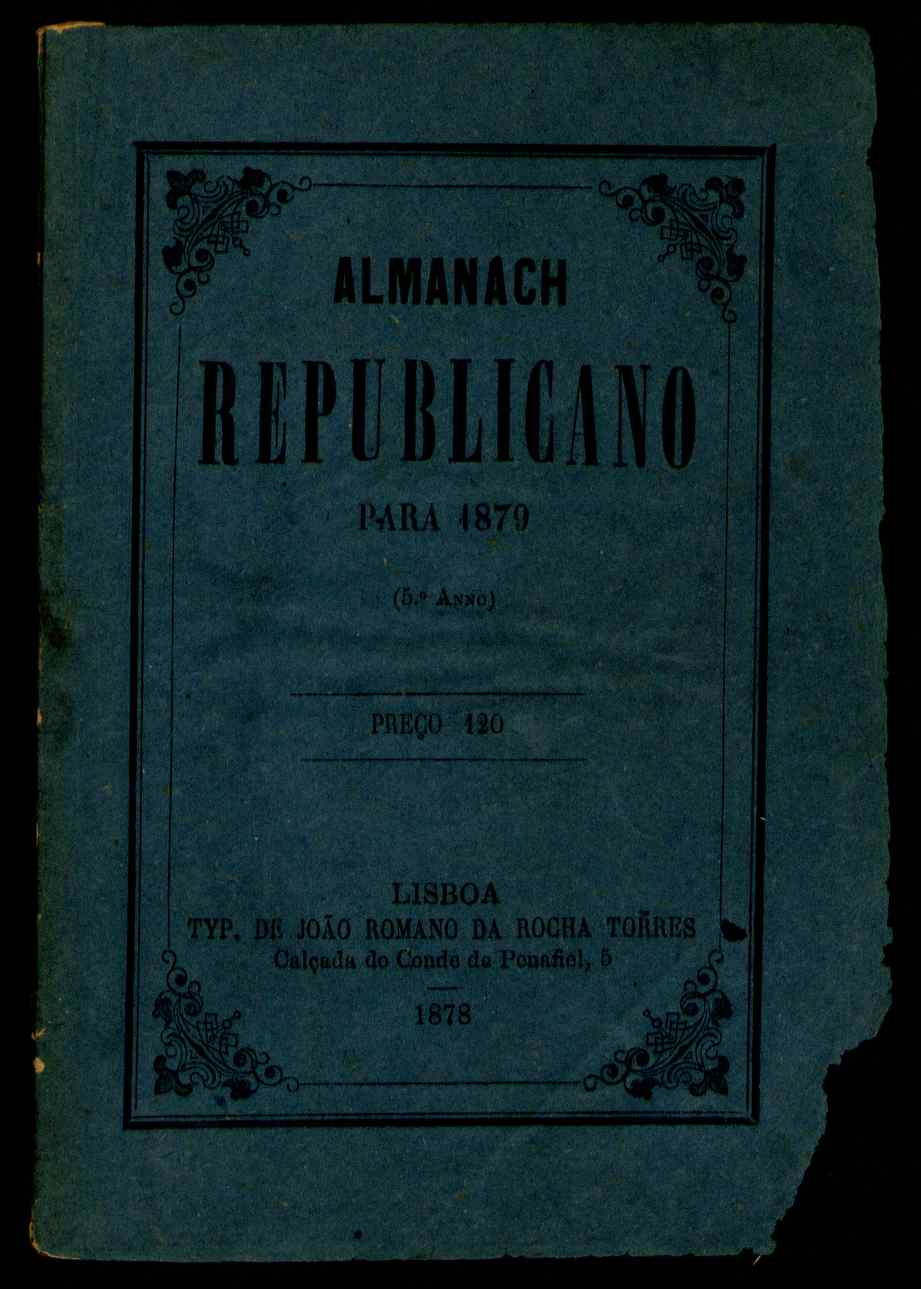 ALMANACH
REPUBLICANO
PARA 1879
(5.º ANNO)
PREÇO 120
LISBOA
TYP. DE JOÃO ROMANO DA ROCHA TORRES
Calçada do Conde de Penafiel, 5
1878